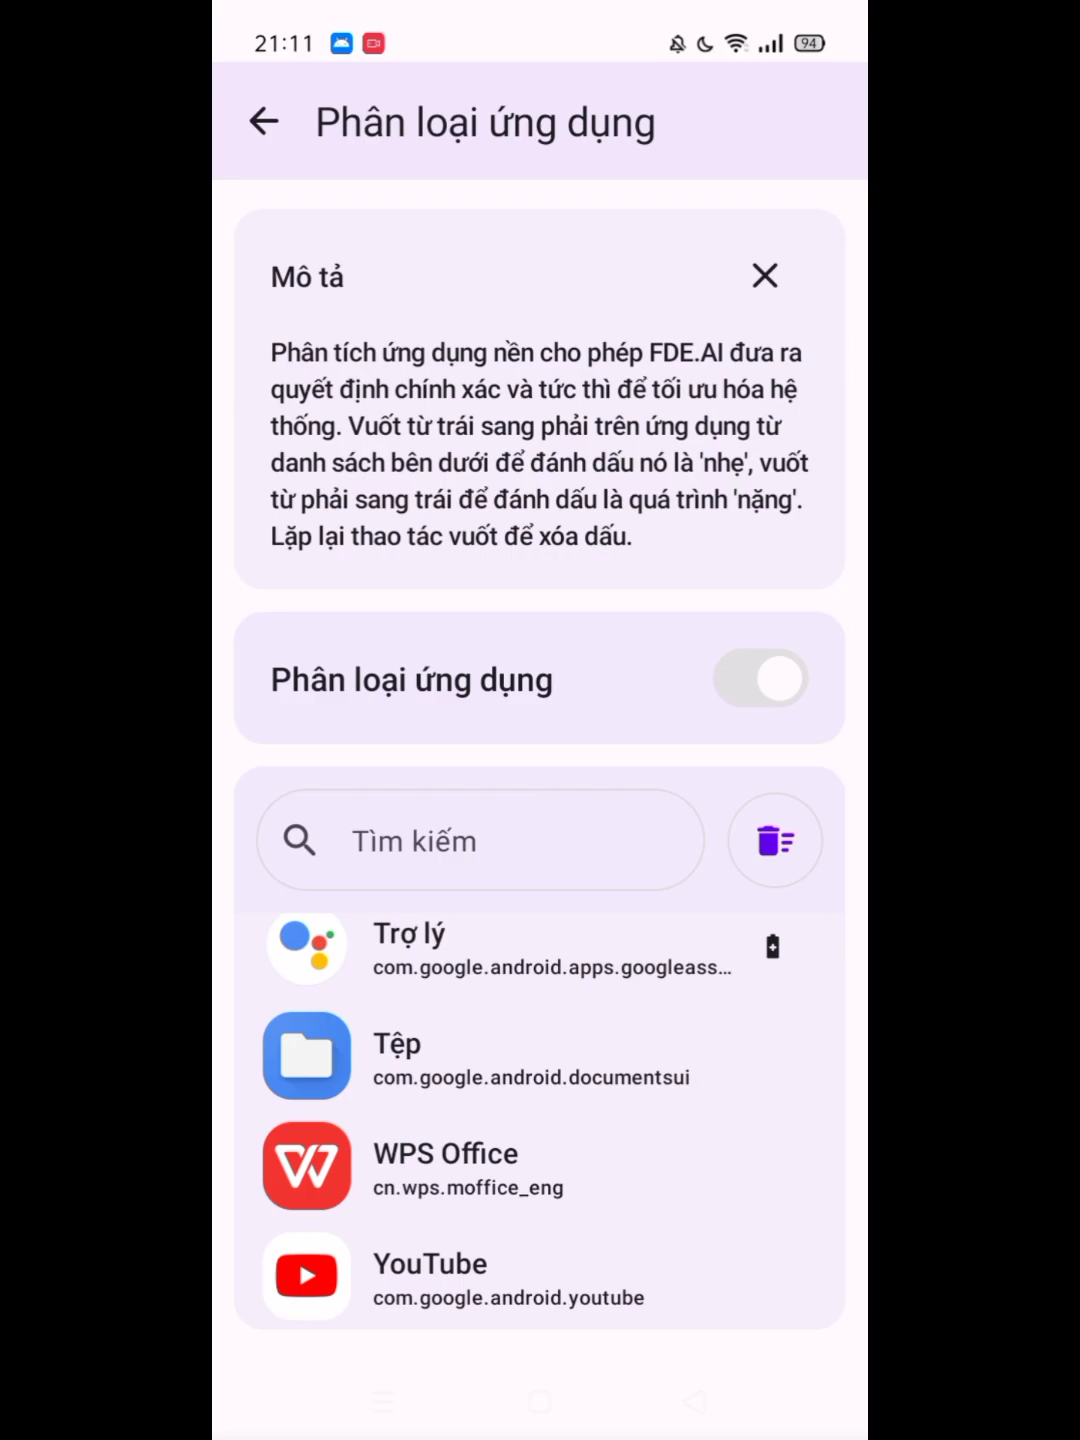 21:11
94
Phân loại ứng dụng
Mô tả
Phân tích ứng dụng nền cho phép FDE.AI đưa ra
quyết định chính xác và tức thì để tối ưu hóa hệ
thống. Vuốt từ trái sang phải trên ứng dụng từ
danh sách bên dưới để đánh dấu nó là 'nhẹ', vuốt
từ phải sang trái để đánh dấu là quá trình 'nặng'.
Lặp lại thao tác vuốt để xóa dấu.
Phân loại ứng dụng
Tìm kiếm
Trợ lý
com.google.android.apps.googleass...
Tệp
com.google.android.documentsui
WPS Office
cn.wps.moffice_eng
YouTube
com.google.android.youtube